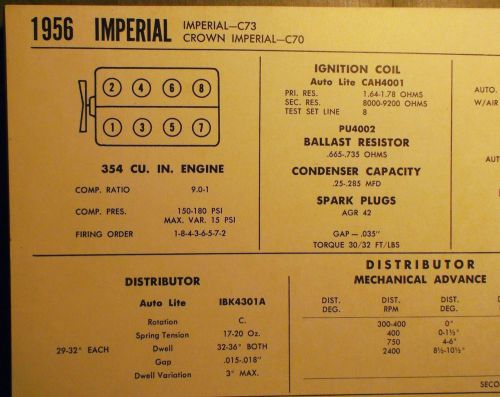 1956 IMPERIAL IMPERIAL—C73
CROWN IMPERIAL—C70
2 4 6 8
1 3 5 7
354 CU. IN. ENGINE
COMP. RATIO 9.0-1
COMP. PRES. 150-180 PSI
MAX. VAR. 15 PSI
FIRING ORDER 1-8-4-3-6-5-7-2
IGNITION COIL
Auto Lite CAH4001
PRI. RES. 1.64-1.78 OHMS
SEC. RES. 8000-9200 OHMS
TEST SET LINE 8
PU4002
BALLAST RESISTOR
.665-.735 OHMS
CONDENSER CAPACITY
.25-.285 MFD
SPARK PLUGS
AGR 42
GAP—.035"
TORQUE 30/32 FT/LBS
AUTO.
W/AIR
AUT
DISTRIBUTOR
Auto Lite IBK4301A
Rotation C.
Spring Tension 17-20 Oz.
29-32° EACH Dwell 32-36° BOTH
Gap .015-.018"
Dwell Variation 3° MAX.
DISTRIBUTOR
MECHANICAL ADVANCE
DIST. DEG. DIST. RPM DIST. DEG.
300-400 0°
400 0-1½°
750 4-6°
2400 8½-10½°
SECO